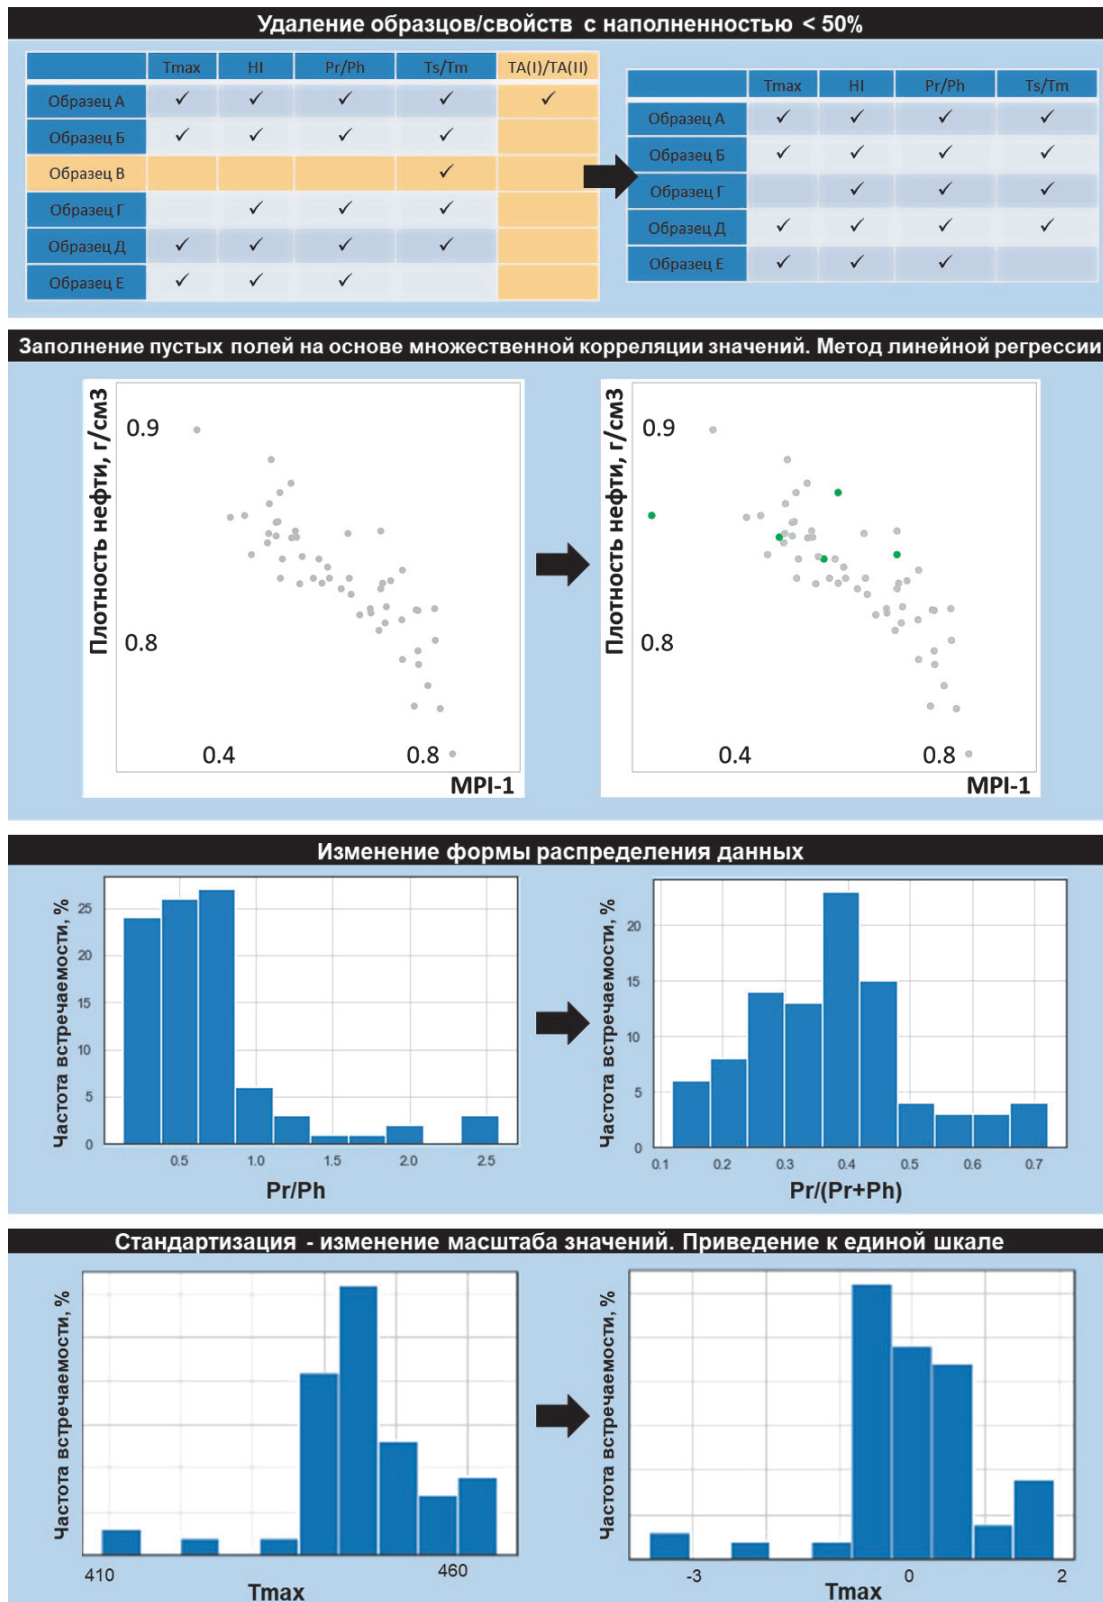 Удаление образцов/свойств с наполненностью < 50%
Tmax HI Pr/Ph Ts/Tm TA(I)/TA(II)
Образец А ✓ ✓ ✓ ✓ ✓
Образец Б ✓ ✓ ✓ ✓
Образец В ✓
Образец Г ✓ ✓ ✓
Образец Д ✓ ✓ ✓ ✓
Образец Е ✓ ✓ ✓
Tmax HI Pr/Ph Ts/Tm
Образец А ✓ ✓ ✓ ✓
Образец Б ✓ ✓ ✓ ✓
Образец Г ✓ ✓ ✓
Образец Д ✓ ✓ ✓ ✓
Образец Е ✓ ✓ ✓
Заполнение пустых полей на основе множественной корреляции значений. Метод линейной регрессии
Плотность нефти, г/см3
0.9
0.8
0.4 0.8
MPI-1
Плотность нефти, г/см3
0.9
0.8
0.4 0.8
MPI-1
Изменение формы распределения данных
Частота встречаемости, %
25
20
15
10
5
0
0.5 1.0 1.5 2.0 2.5
Pr/Ph
Частота встречаемости, %
20
15
10
5
0
0.1 0.2 0.3 0.4 0.5 0.6 0.7
Pr/(Pr+Ph)
Стандартизация - изменение масштаба значений. Приведение к единой шкале
Частота встречаемости, %
410 460
Tmax
Частота встречаемости, %
-3 0 2
Tmax